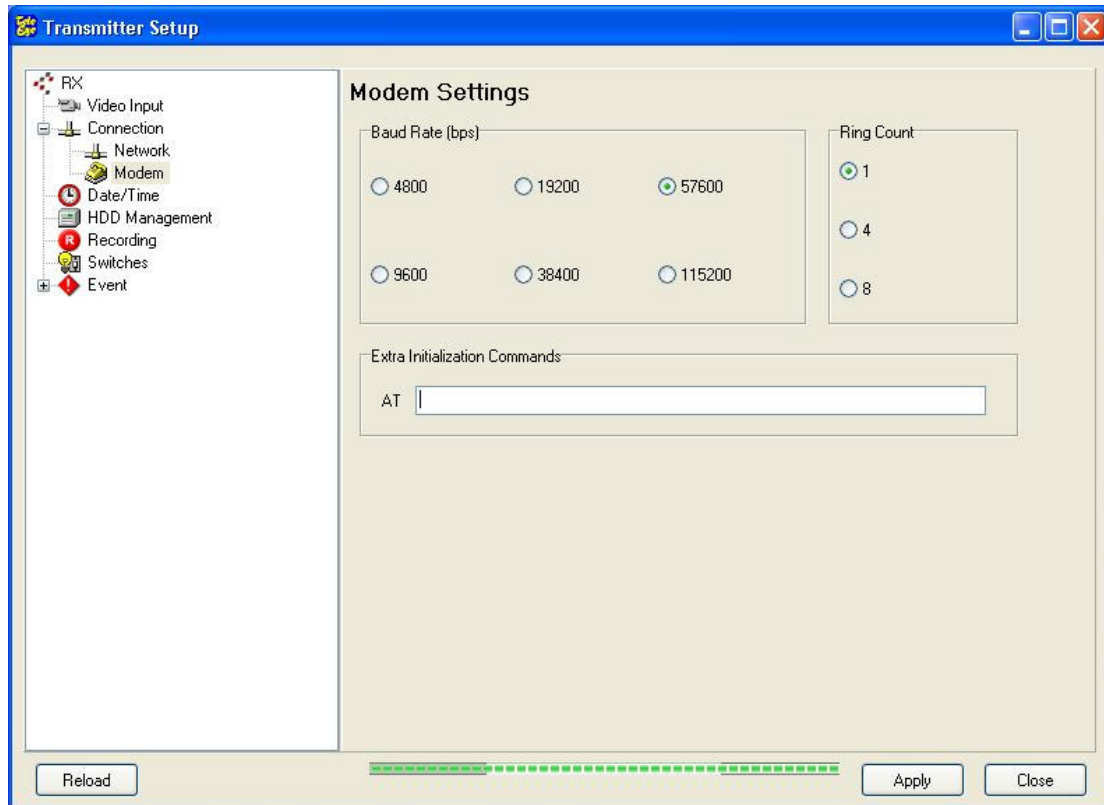 Tele Eye Transmitter Setup
RX
Video Input
Connection
Network
Modem
Date/Time
HDD Management
R Recording
Switches
Event
Modem Settings
Baud Rate (bps)
4800 19200 57600
9600 38400 115200
Ring Count
1
4
8
Extra Initialization Commands
AT
Reload Apply Close